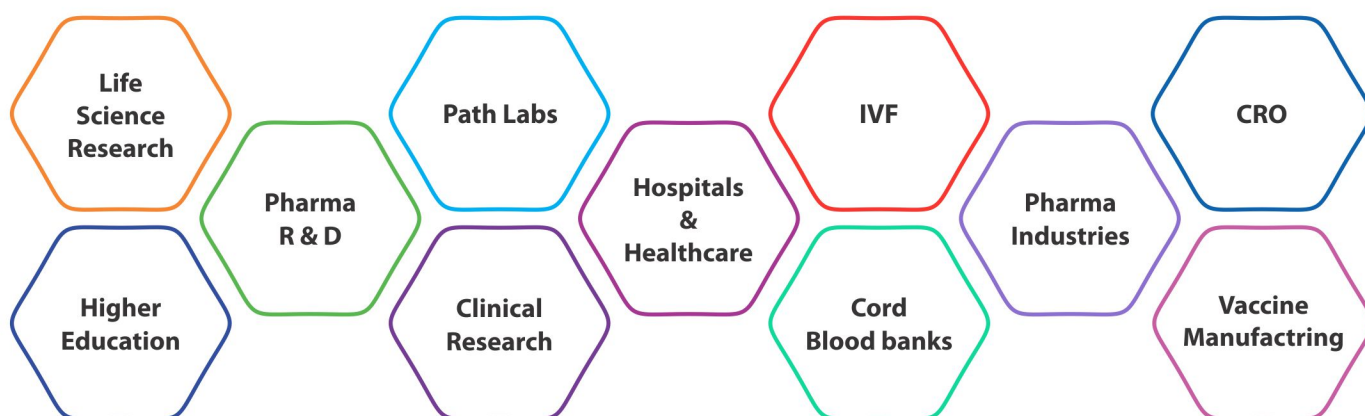 Life
Science
Research
Path Labs
IVF
CRO
Pharma
R & D
Hospitals
&
Healthcare
Pharma
Industries
Higher
Education
Clinical
Research
Cord
Blood banks
Vaccine
Manufactring